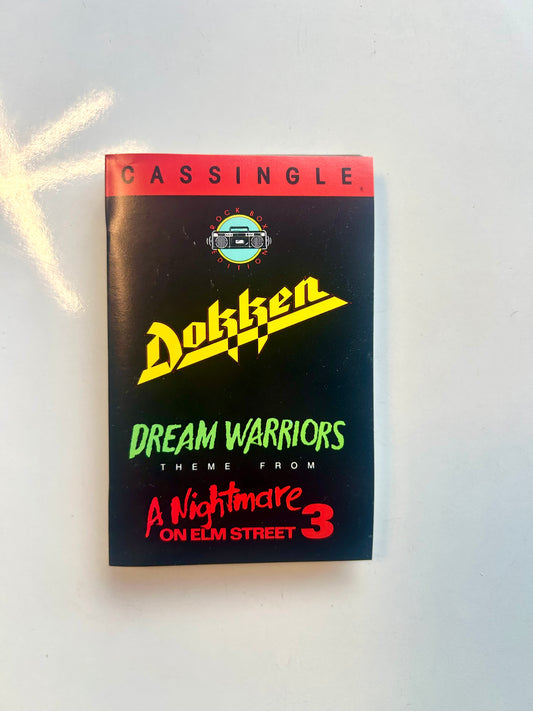 CASSINGLE
ROCK BOX
EDITION
Dokken
DREAM WARRIORS
THEME FROM
A Nightmare
ON ELM STREET 3